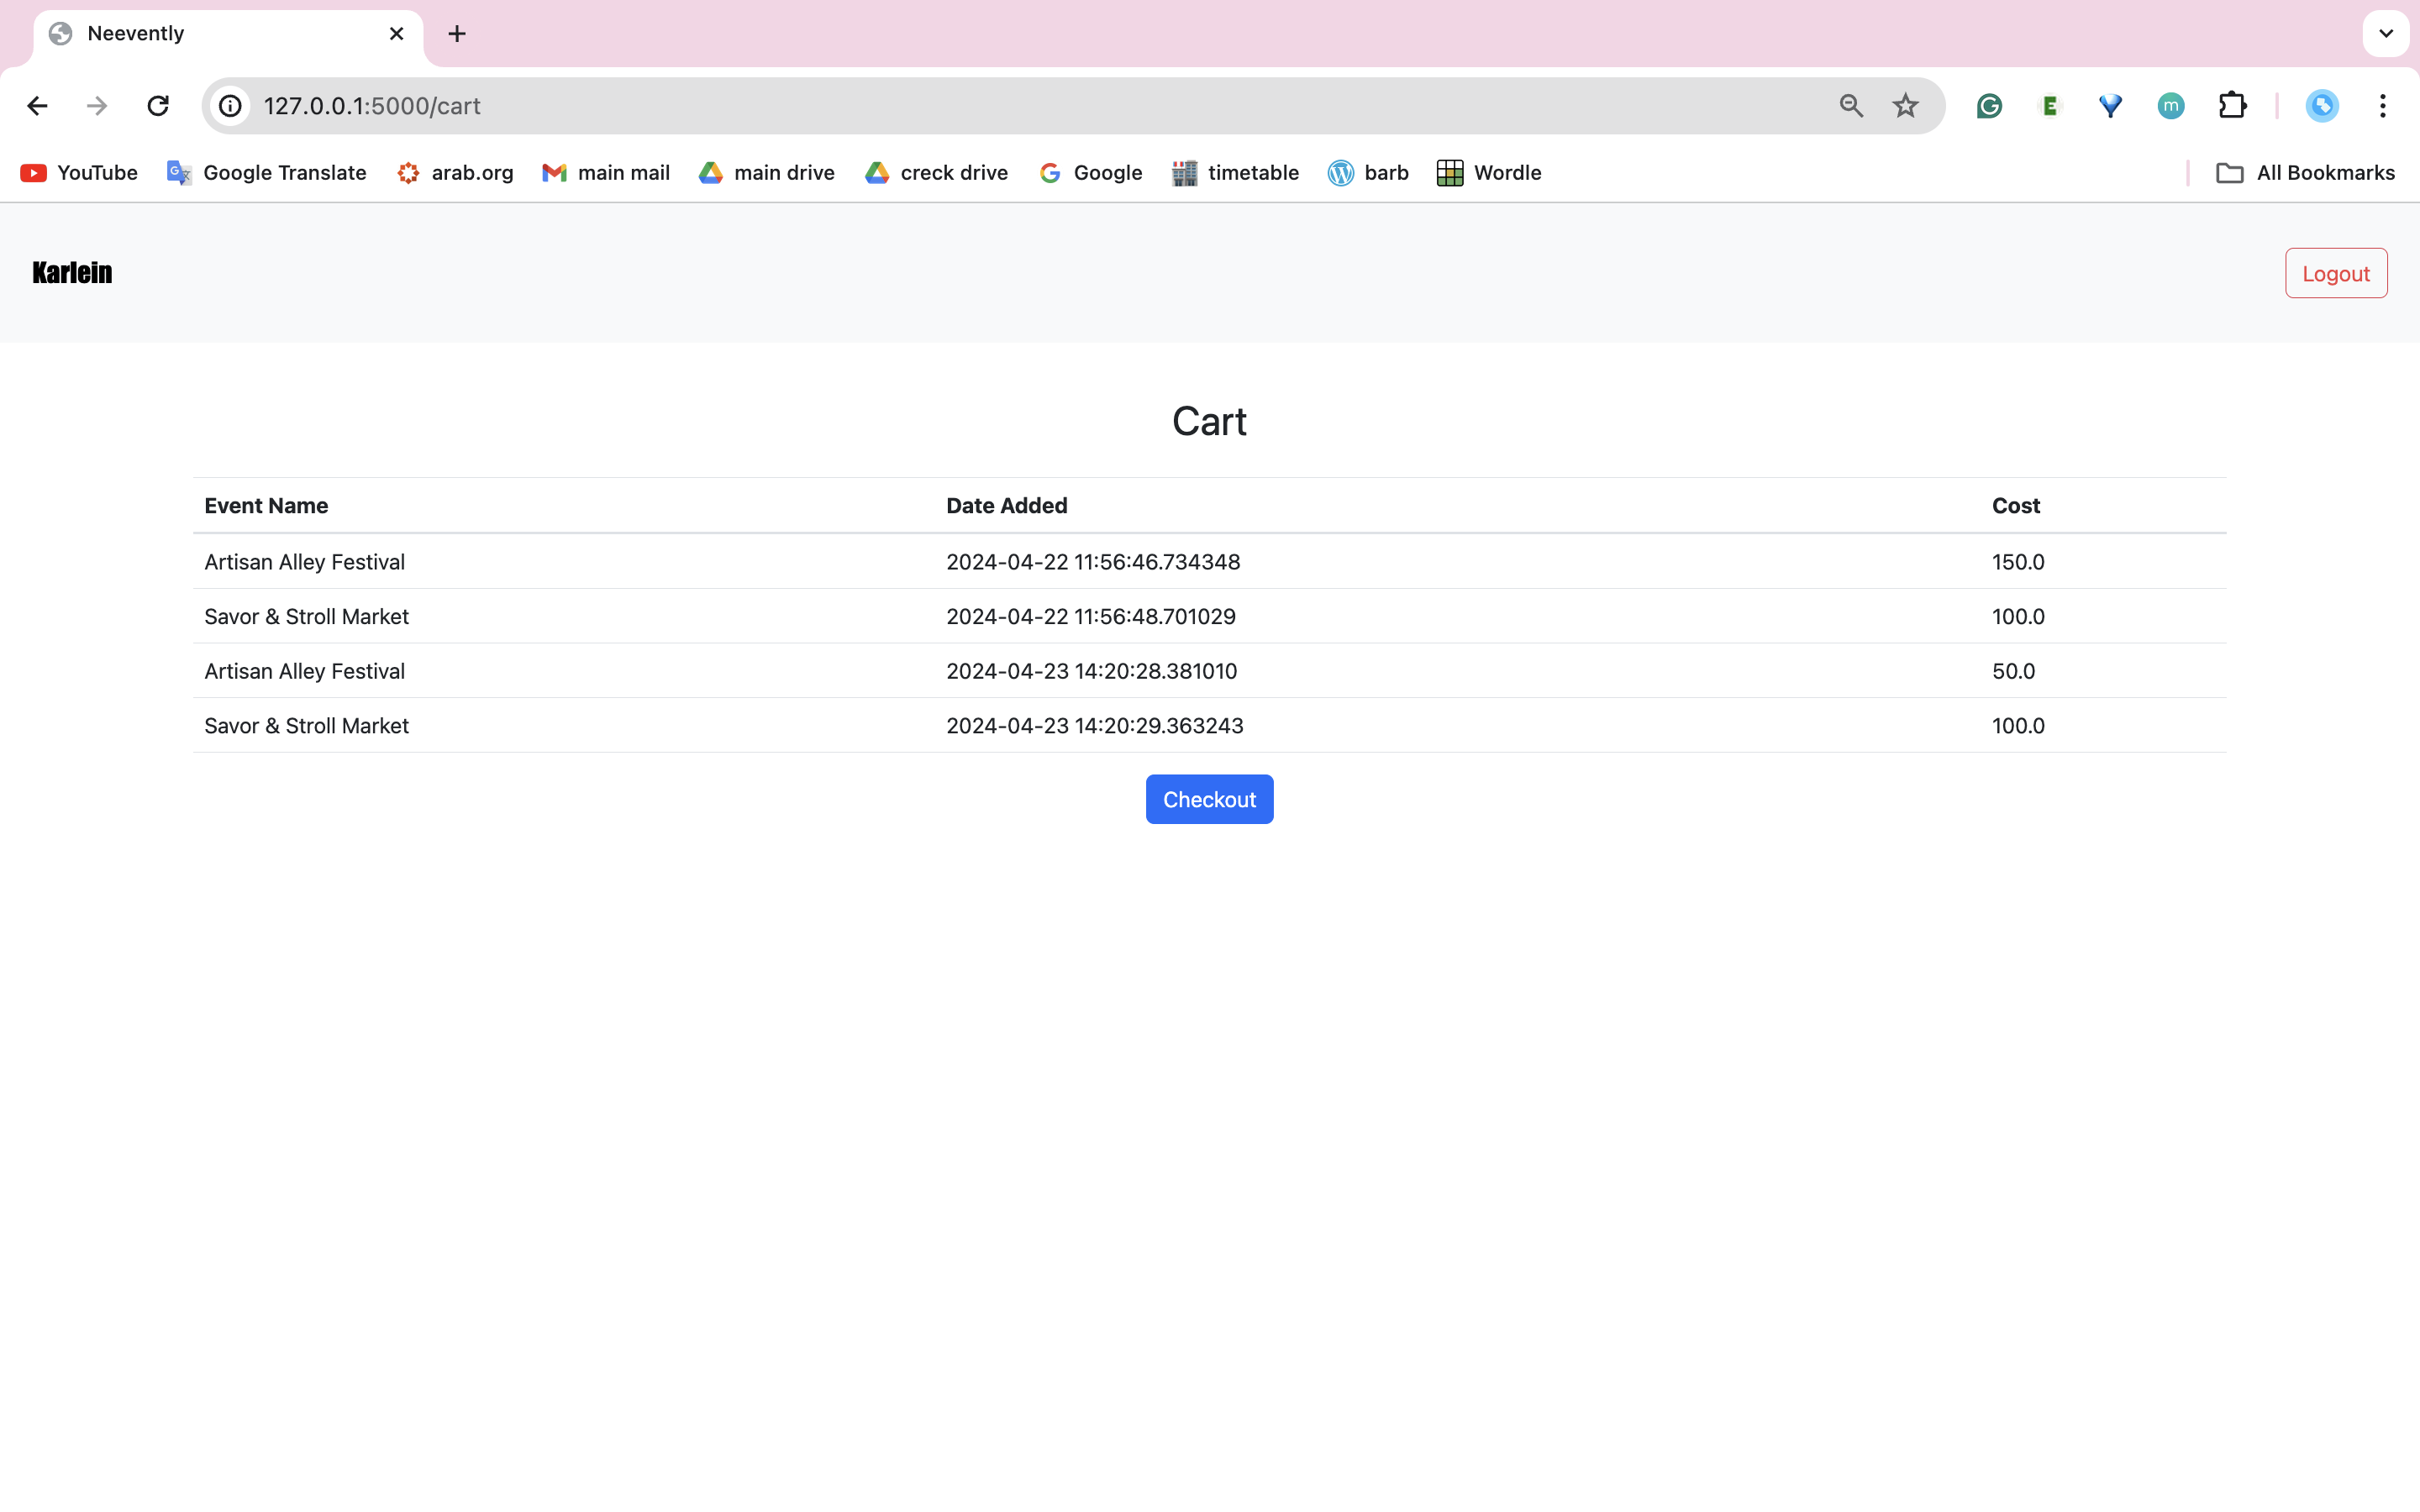 Neevently
127.0.0.1:5000/cart
YouTube Google Translate arab.org main mail main drive creck drive Google timetable barb Wordle All Bookmarks
Karlein Logout
Cart
Event Name Date Added Cost
Artisan Alley Festival 2024-04-22 11:56:46.734348 150.0
Savor & Stroll Market 2024-04-22 11:56:48.701029 100.0
Artisan Alley Festival 2024-04-23 14:20:28.381010 50.0
Savor & Stroll Market 2024-04-23 14:20:29.363243 100.0
Checkout